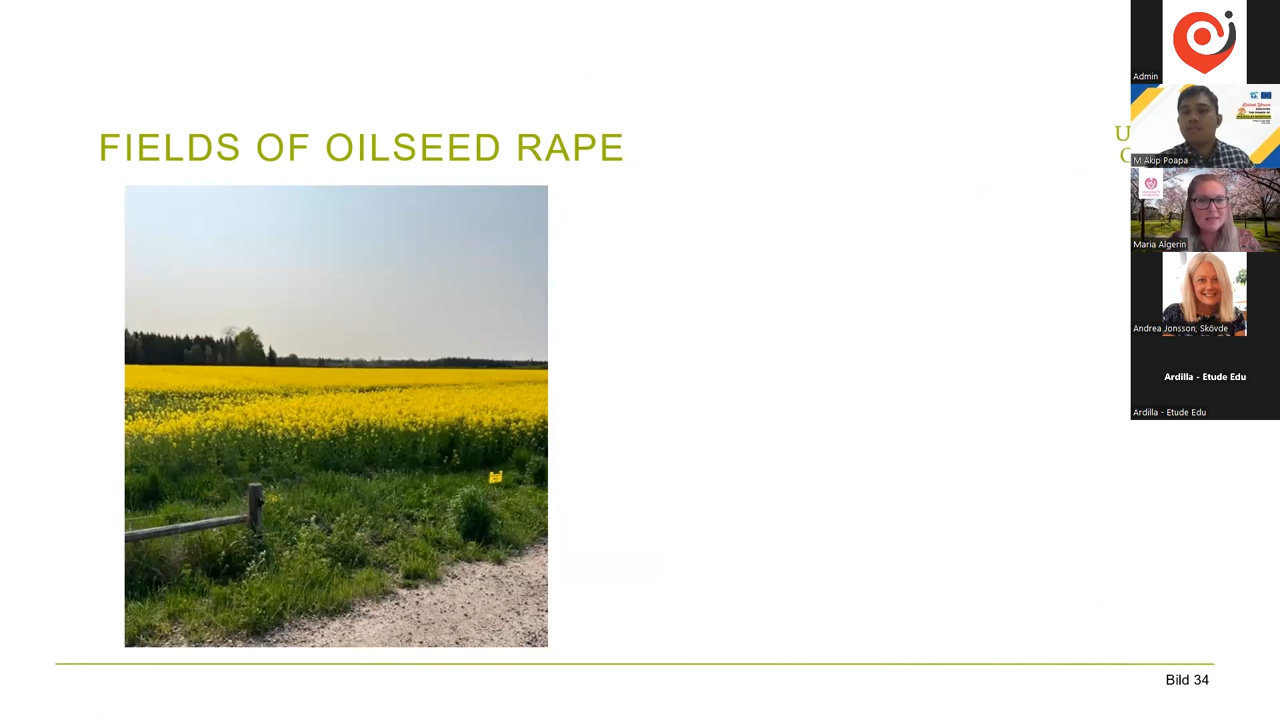 FIELDS OF OILSEED RAPE
U
Admin
M Akip Poapa
Maria Algerin
Andrea Jonsson, Skövde
Ardilla - Etude Edu
Ardilla - Etude Edu
Bild 34